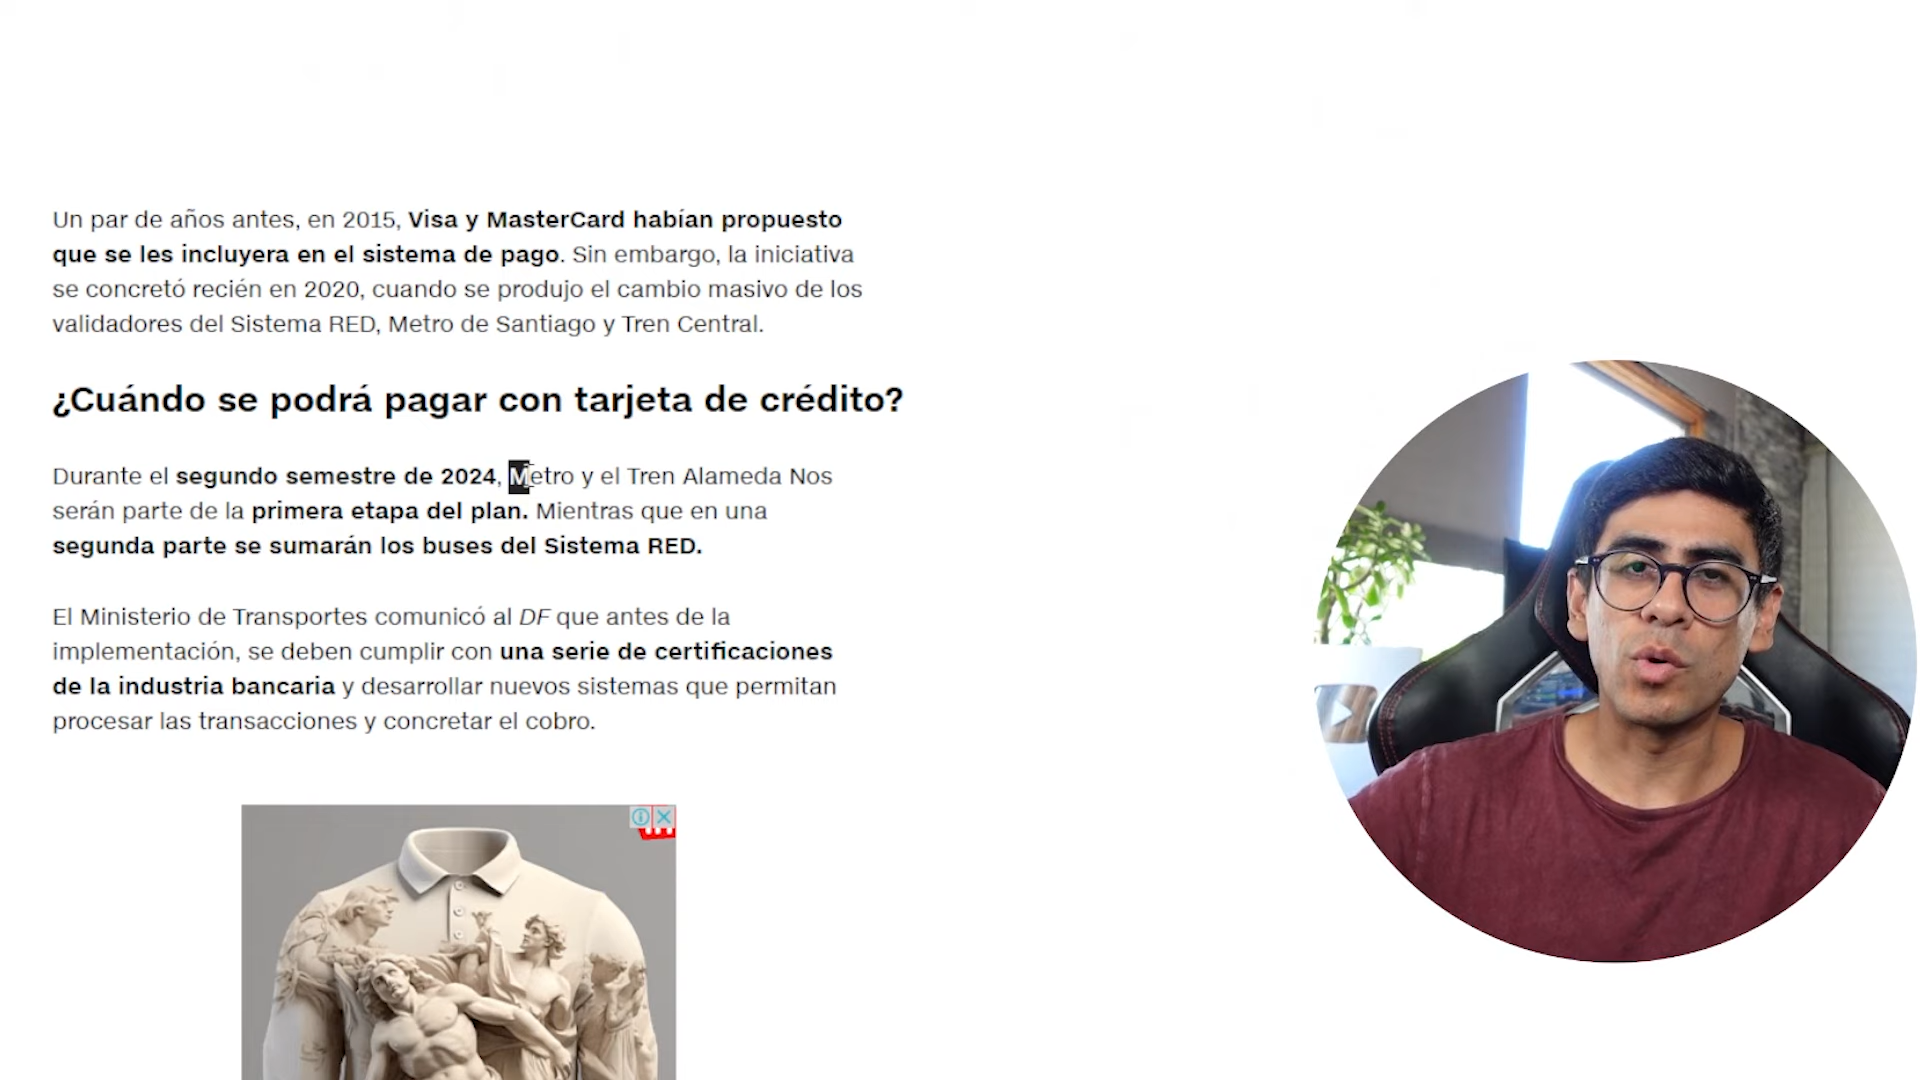 Un par de años antes, en 2015, Visa y MasterCard habían propuesto
que se les incluyera en el sistema de pago. Sin embargo, la iniciativa
se concretó recién en 2020, cuando se produjo el cambio masivo de los
validadores del Sistema RED, Metro de Santiago y Tren Central.
¿Cuándo se podrá pagar con tarjeta de crédito?
Durante el segundo semestre de 2024, Metro y el Tren Alameda Nos
serán parte de la primera etapa del plan. Mientras que en una
segunda parte se sumarán los buses del Sistema RED.
El Ministerio de Transportes comunicó al DF que antes de la
implementación, se deben cumplir con una serie de certificaciones
de la industria bancaria y desarrollar nuevos sistemas que permitan
procesar las transacciones y concretar el cobro.